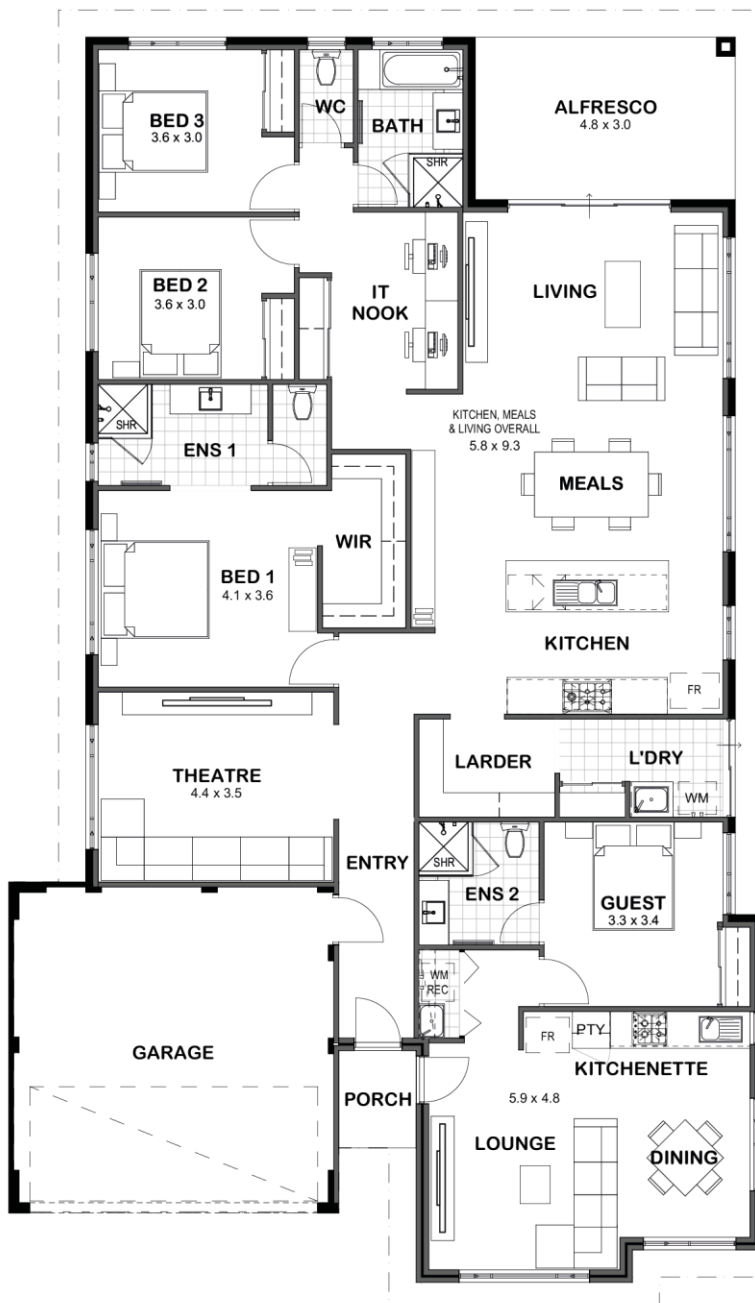 BED 3
3.6 x 3.0
WC
BATH
SHR
ALFRESCO
4.8 x 3.0
BED 2
3.6 x 3.0
IT
NOOK
LIVING
SHR
ENS 1
KITCHEN, MEALS
& LIVING OVERALL
5.8 x 9.3
MEALS
WIR
BED 1
4.1 x 3.6
KITCHEN
FR
THEATRE
4.4 x 3.5
LARDER
L'DRY
WM
ENTRY
SHR
ENS 2
GUEST
3.3 x 3.4
WM
REC
GARAGE
FR
PTY
KITCHENETTE
PORCH
5.9 x 4.8
LOUNGE
DINING